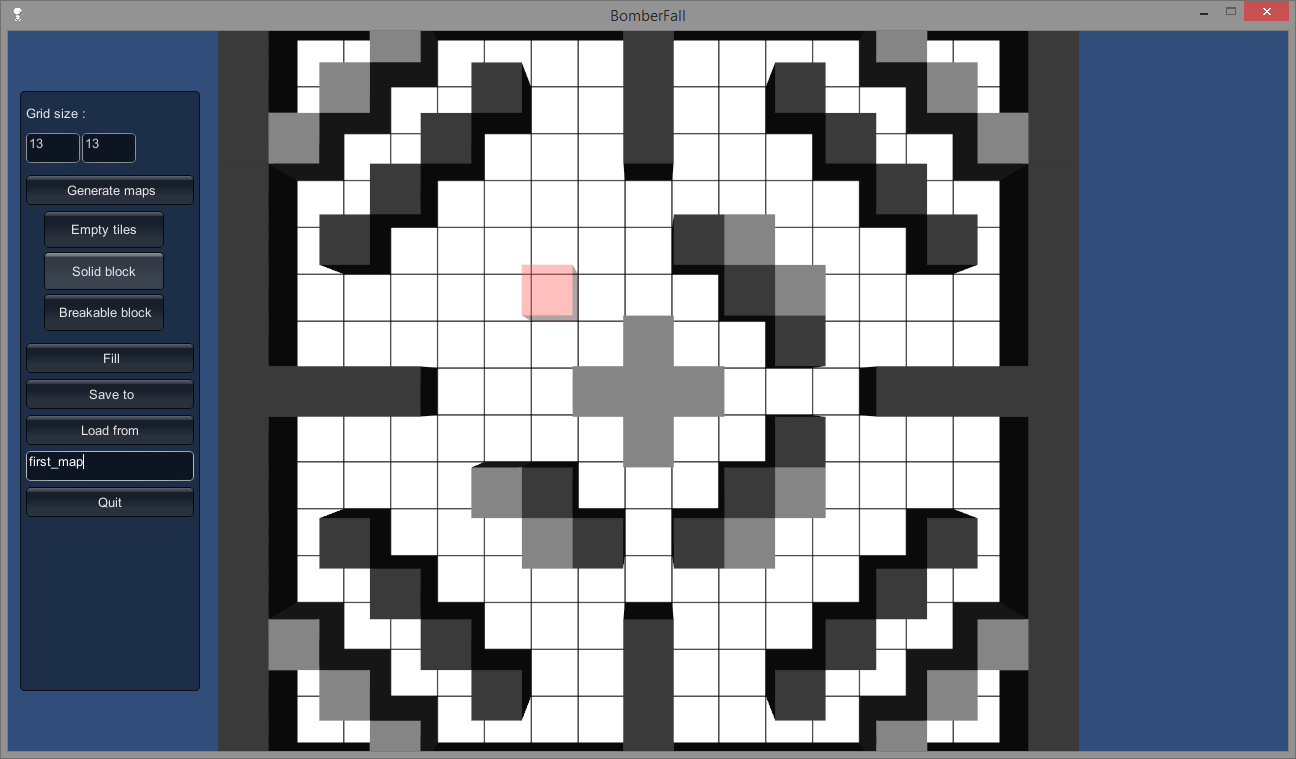 BomberFall
Grid size :
13 13
Generate maps
Empty tiles
Solid block
Breakable block
Fill
Save to
Load from
first_map
Quit